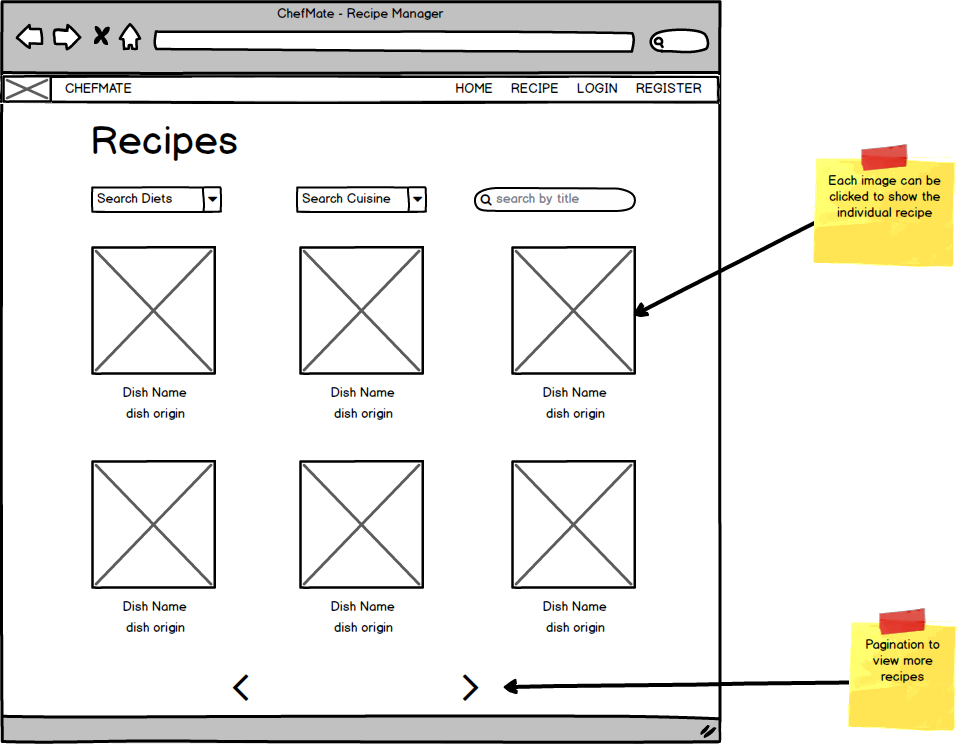 ChefMate - Recipe Manager
CHEFMATE HOME RECIPE LOGIN REGISTER
Recipes
Search Diets Search Cuisine search by title
Each image can be
clicked to show the
individual recipe
Dish Name Dish Name Dish Name
dish origin dish origin dish origin
Dish Name Dish Name Dish Name
dish origin dish origin dish origin
Pagination to
view more
recipes